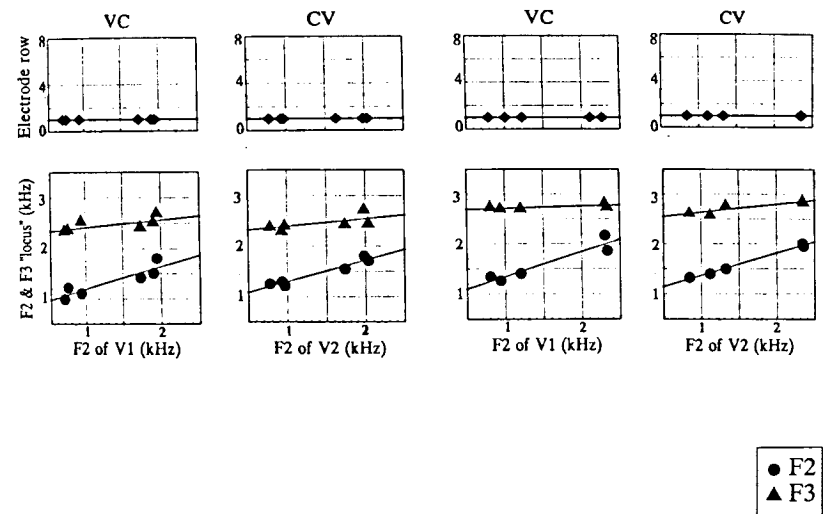 VC CV VC CV
Electrode row
8 8 8 8
4 4 4 4
0 0 0 0
F2 & F3 "locus" (kHz)
3 3 3 3
2 2 2 2
1 1 1 1
1 2 1 2 1 2 1 2
F2 of V1 (kHz) F2 of V2 (kHz) F2 of V1 (kHz) F2 of V2 (kHz)
F2
F3